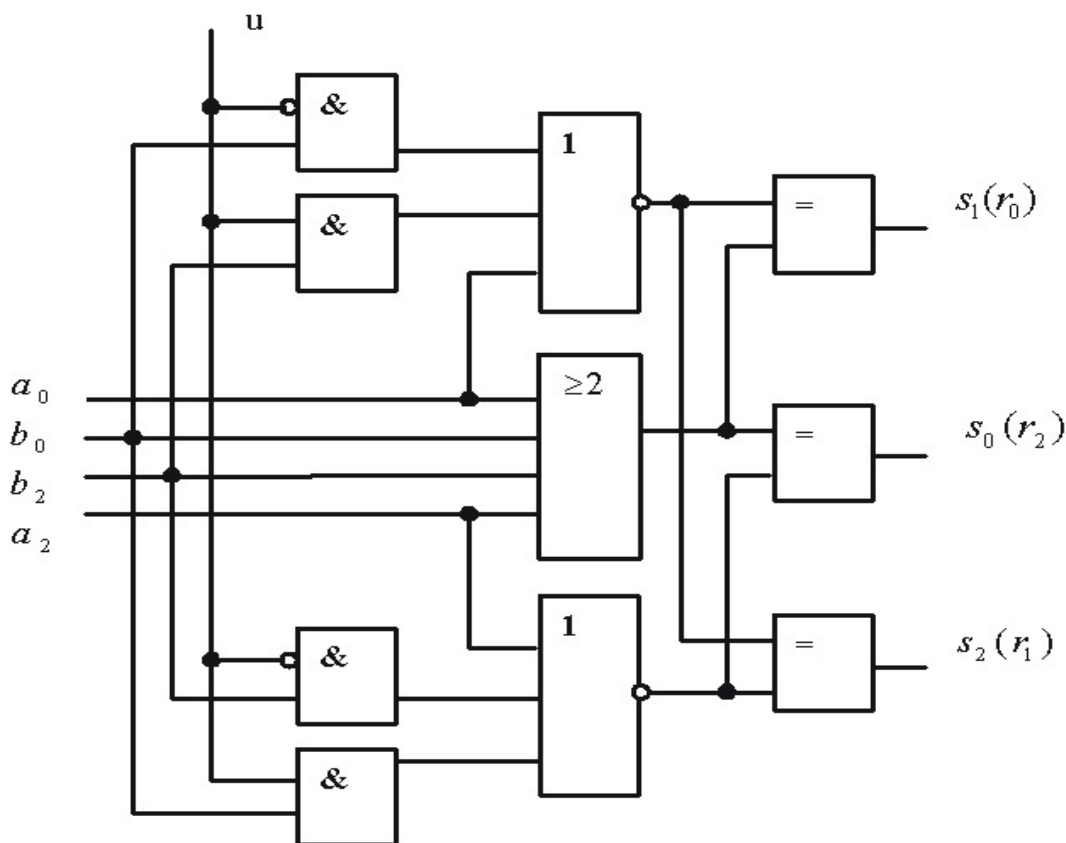 u
&
&
1
=
s₁(r₀)
a₀
b₀
b₂
a₂
≥2
=
s₀(r₂)
&
&
1
=
s₂(r₁)